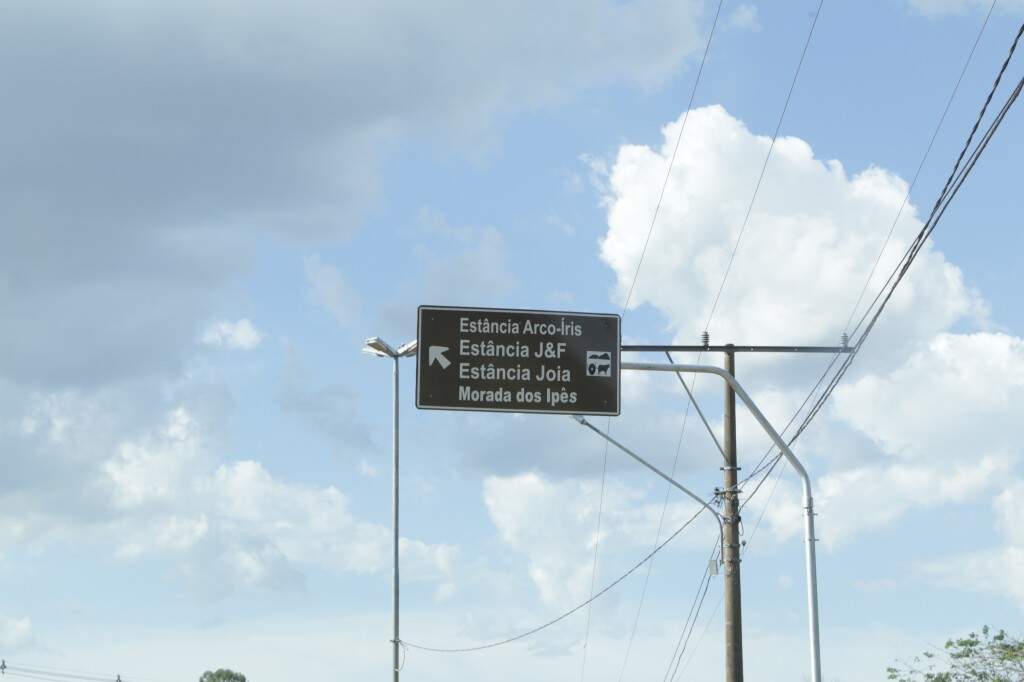 Estância Arco-Íris
Estância J&F
Estância Joia
Morada dos Ipês